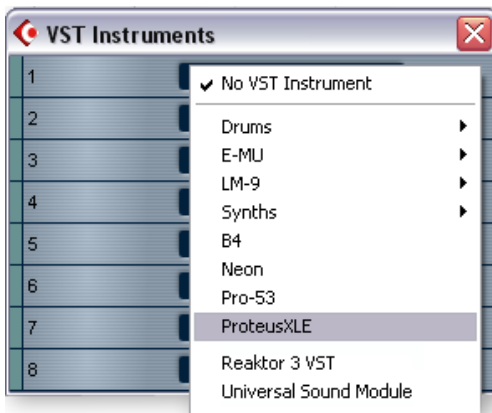 VST Instruments
1
✓ No VST Instrument
2
Drums
E-MU
3
LM-9
4
Synths
5
B4
Neon
6
Pro-53
7
ProteusXLE
8
Reaktor 3 VST
Universal Sound Module